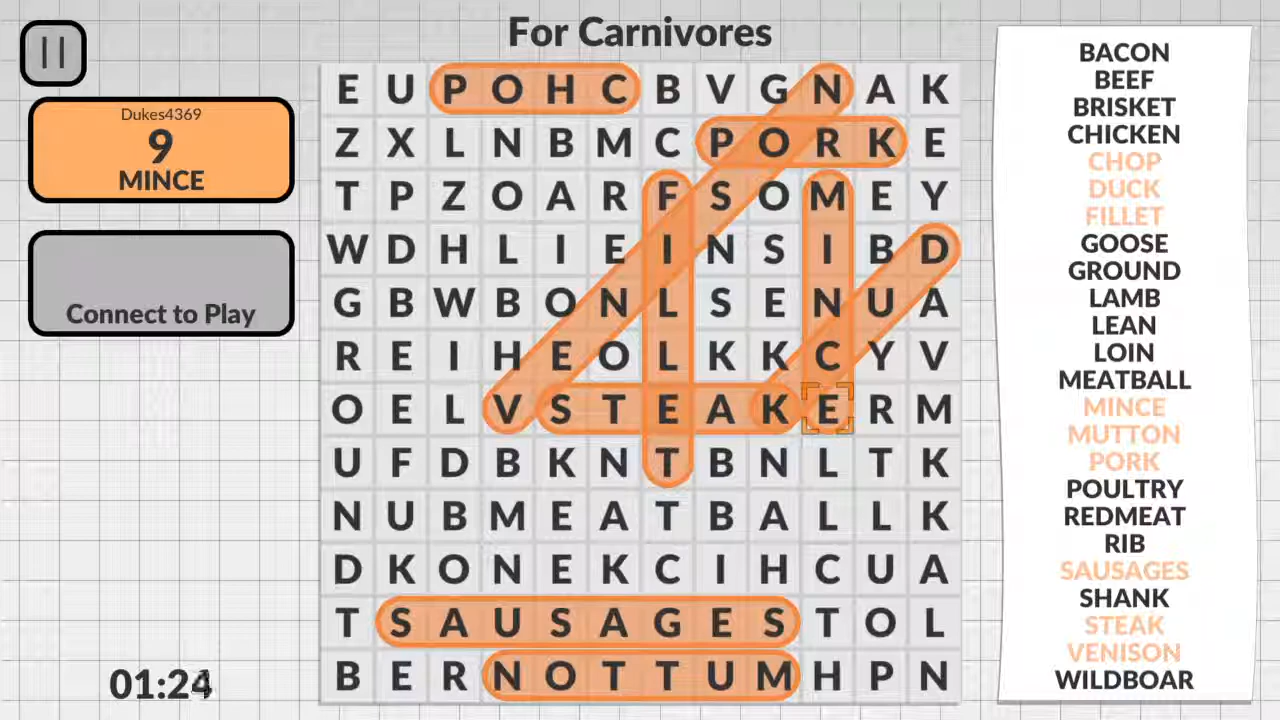 For Carnivores
Dukes4369
9
MINCE
Connect to Play
01:24
E U P O H C B V G N A K
Z X L N B M C P O R K E
T P Z O A R F S O M E Y
W D H L I E I N S I B D
G B W B O N L S E N U A
R E I H E O L K K C Y V
O E L V S T E A K E R M
U F D B K N T B N L T K
N U B M E A T B A L L K
D K O N E K C I H C U A
T S A U S A G E S T O L
B E R N O T T U M H P N
BACON
BEEF
BRISKET
CHICKEN
CHOP
DUCK
FILLET
GOOSE
GROUND
LAMB
LEAN
LOIN
MEATBALL
MINCE
MUTTON
PORK
POULTRY
REDMEAT
RIB
SAUSAGES
SHANK
STEAK
VENISON
WILDBOAR